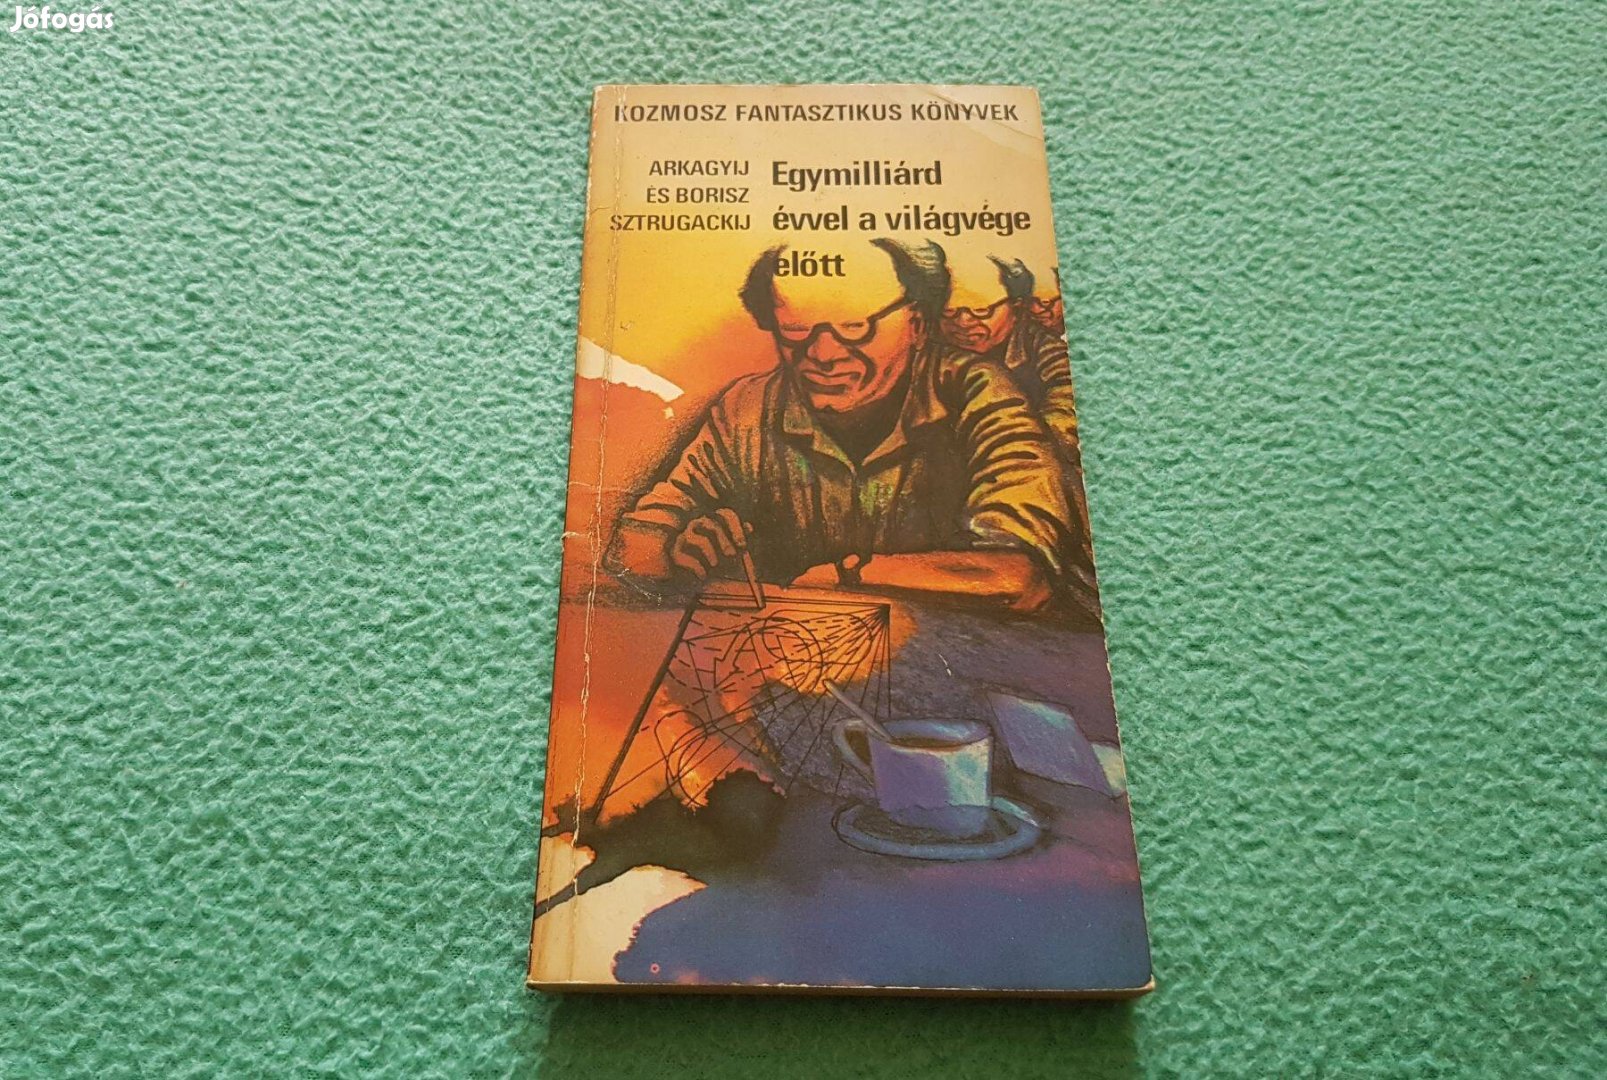 Jófogás
KOZMOSZ FANTASZTIKUS KÖNYVEK
ARKAGYIJ
ÉS BORISZ
SZTRUGACKIJ
Egymilliárd
évvel a világvége
előtt